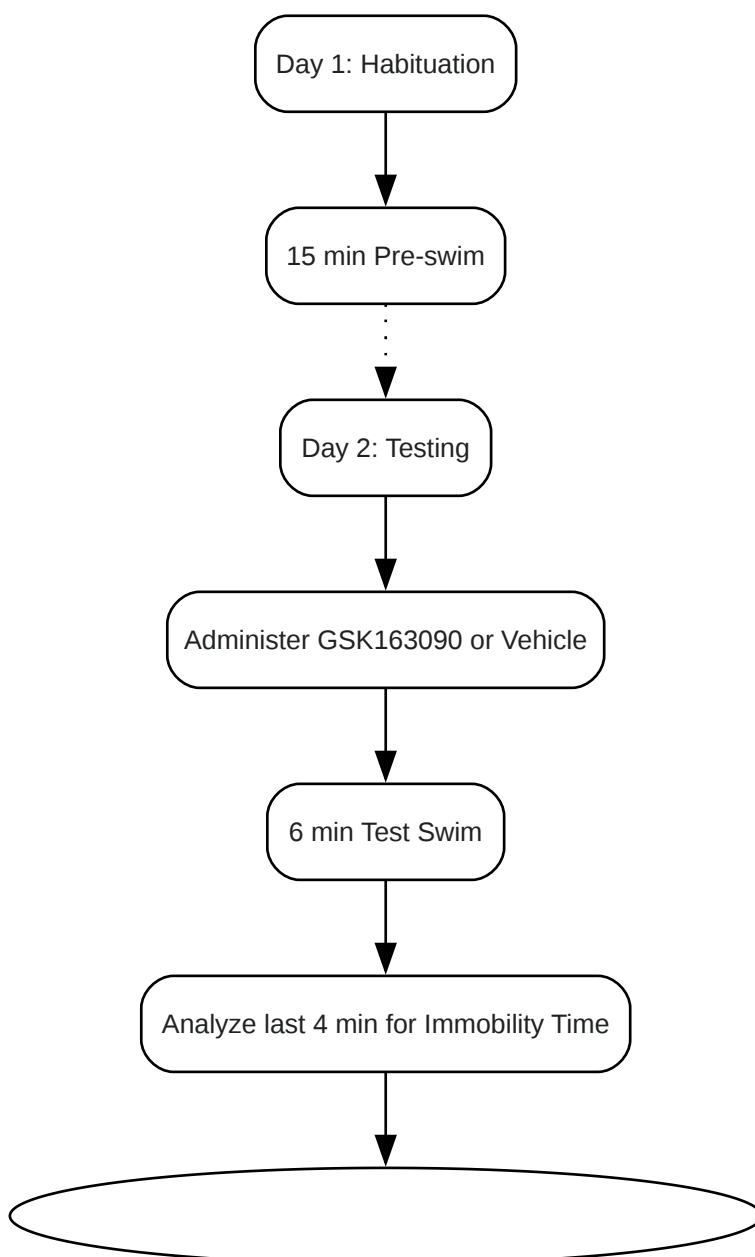 Day 1: Habituation
15 min Pre-swim
Day 2: Testing
Administer GSK163090 or Vehicle
6 min Test Swim
Analyze last 4 min for Immobility Time